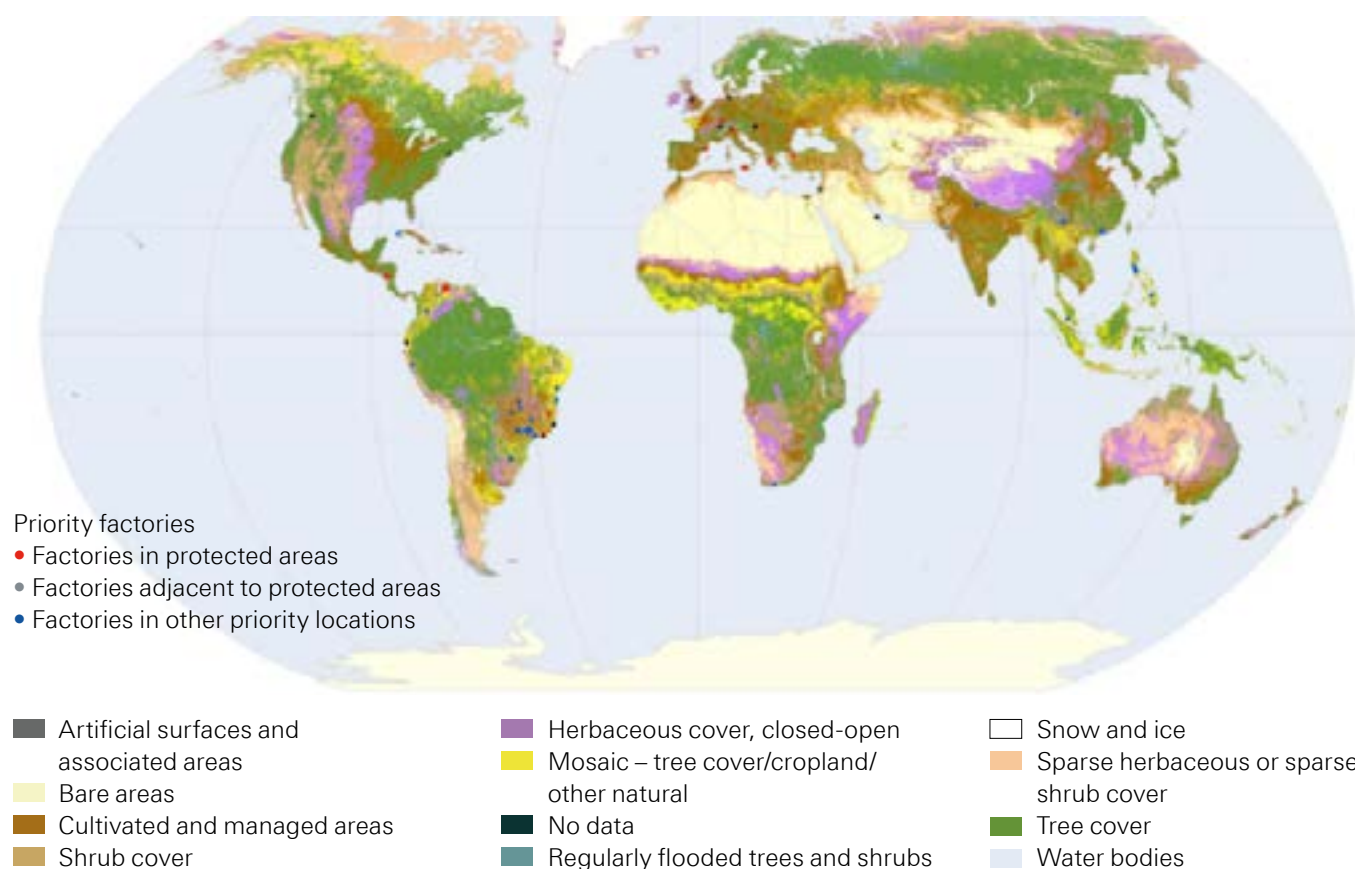 Priority factories
• Factories in protected areas
• Factories adjacent to protected areas
• Factories in other priority locations
Artificial surfaces and
associated areas
Bare areas
Cultivated and managed areas
Shrub cover
Herbaceous cover, closed-open
Mosaic – tree cover/cropland/
other natural
No data
Regularly flooded trees and shrubs
Snow and ice
Sparse herbaceous or sparse
shrub cover
Tree cover
Water bodies